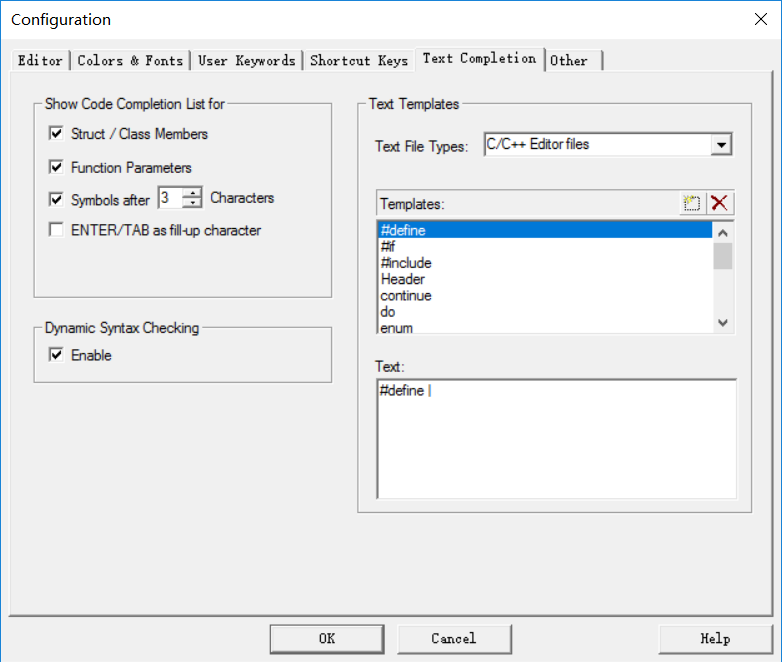 Configuration
Editor
Colors & Fonts
User Keywords
Shortcut Keys
Text Completion
Other
Show Code Completion List for
Struct / Class Members
Function Parameters
Symbols after 3 Characters
ENTER/TAB as fill-up character
Dynamic Syntax Checking
Enable
Text Templates
Text File Types: C/C++ Editor files
Templates:
#define
#if
#include
Header
continue
do
enum
Text:
#define |
OK
Cancel
Help